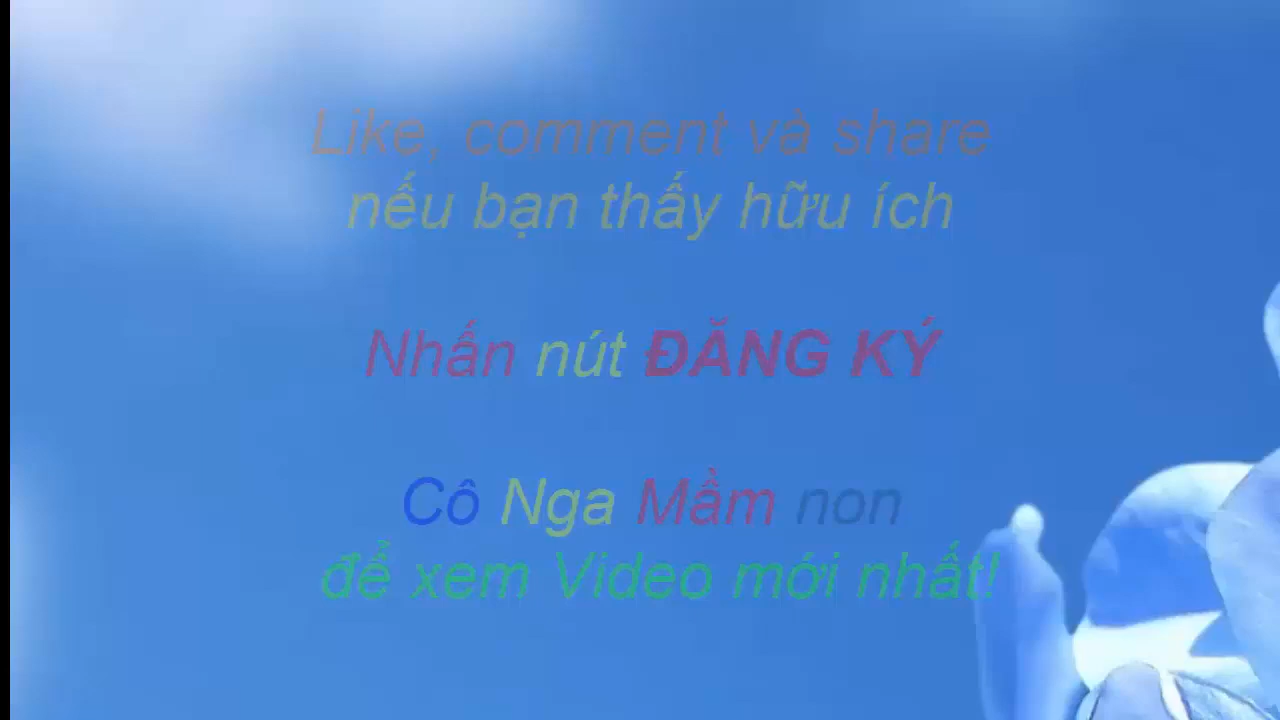 Like, comment và share
nếu bạn thấy hữu ích
Nhấn nút ĐĂNG KÝ
Cô Nga Mầm non
để xem Video mới nhất!